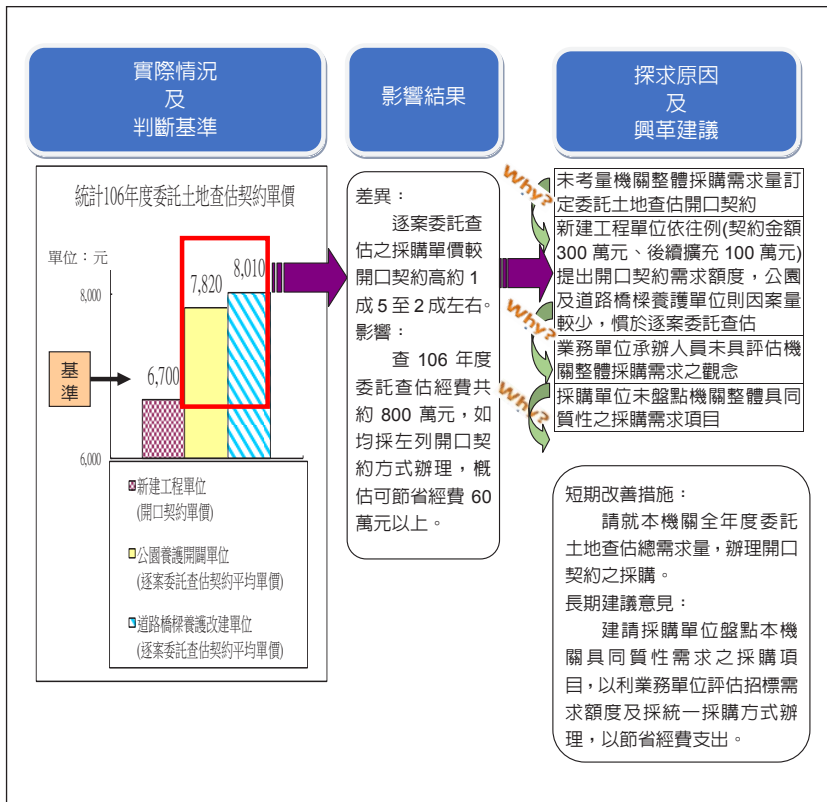 實際情況
及
判斷基準
影響結果
探求原因
及
興革建議
統計106年度委託土地查估契約單價
單位：元
8,000
6,000
6,700
7,820
8,010
基
準
新建工程單位
(開口契約單價)
公園養護開闢單位
(逐案委託查估契約平均單價)
道路橋樑養護改建單位
(逐案委託查估契約平均單價)
差異：
逐案委託查
估之採購單價較
開口契約高約 1
成 5 至 2 成左右。
影響：
查 106 年度
委託查估經費共
約 800 萬元，如
均採左列開口契
約方式辦理，概
估可節省經費 60
萬元以上。
Why?
Why?
Why?
未考量機關整體採購需求量訂
定委託土地查估開口契約
新建工程單位依往例(契約金額
300 萬元、後續擴充 100 萬元)
提出開口契約需求額度，公園
及道路橋樑養護單位則因案量
較少，慣於逐案委託查估
業務單位承辦人員未具評估機
關整體採購需求之觀念
採購單位未盤點機關整體具同
質性之採購需求項目
短期改善措施：
請就本機關全年度委託
土地查估總需求量，辦理開口
契約之採購。
長期建議意見：
建請採購單位盤點本機
關具同質性需求之採購項
目，以利業務單位評估招標需
求額度及採統一採購方式辦
理，以節省經費支出。